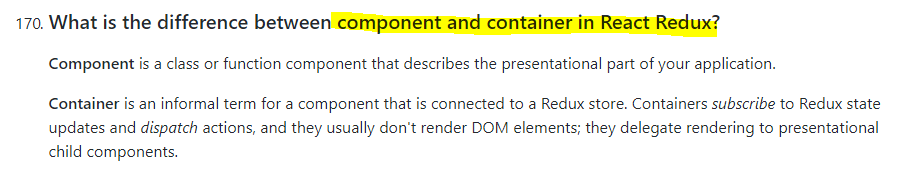 170. What is the difference between component and container in React Redux?
Component is a class or function component that describes the presentational part of your application.
Container is an informal term for a component that is connected to a Redux store. Containers subscribe to Redux state
updates and dispatch actions, and they usually don't render DOM elements; they delegate rendering to presentational
child components.